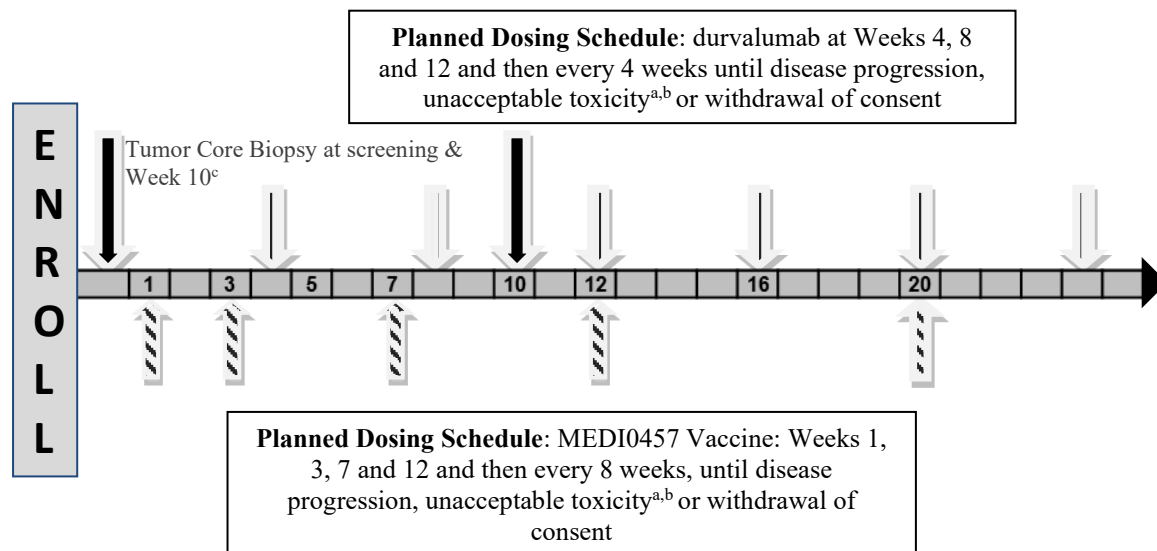 Planned Dosing Schedule: durvalumab at Weeks 4, 8
and 12 and then every 4 weeks until disease progression,
unacceptable toxicityᵃ,ᵇ or withdrawal of consent
E
N
R
O
L
L
Tumor Core Biopsy at screening &
Week 10ᶜ
1 3 5 7 10 12 16 20
Planned Dosing Schedule: MEDI0457 Vaccine: Weeks 1,
3, 7 and 12 and then every 8 weeks, until disease
progression, unacceptable toxicityᵃ,ᵇ or withdrawal of
consent